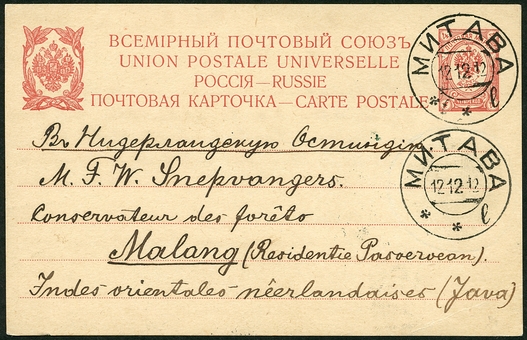 ВСЕМІРНЫЙ ПОЧТОВЫЙ СОЮЗЪ
UNION POSTALE UNIVERSELLE
РОССІЯ—RUSSIE
ПОЧТОВАЯ КАРТОЧКА—CARTE POSTALE
МИТАВА
12.12.12
* * *
l
МИТАВА
12.12.12
* *
l
Въ Нидерландскую Остиндію.
M. F. W. Snepvangers.
Conservateur des forêts
Malang (Residentie Pasoeroean).
Indes orientales néerlandaises (Java)